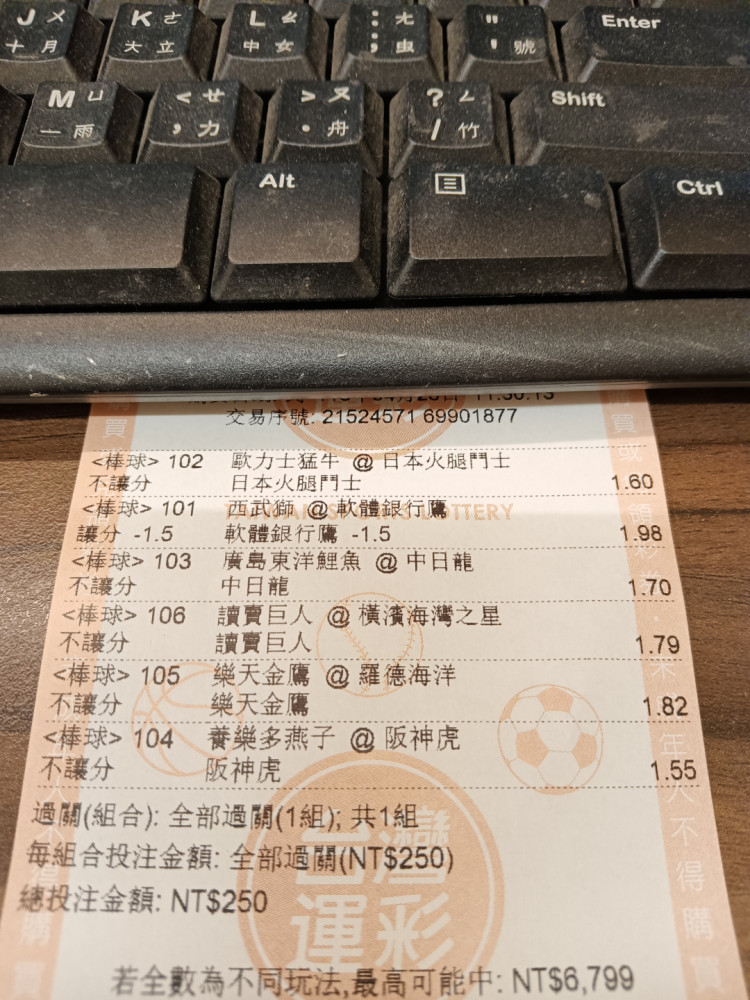 J ㄨ K ㄜ L ㄠ : ㄤ " Enter
十 月 大 立 中 女 ; 虫 ' 號
M ㄩ < ㄝ > ㄡ ? ㄥ Shift
一 雨 , 力 . 舟 / 竹
Alt Ctrl
交易序號: 21524571 69901877
<棒球> 102 歐力士猛牛 @ 日本火腿鬥士
不讓分 日本火腿鬥士 1.60
<棒球> 101 西武獅 @ 軟體銀行鷹
讓分 -1.5 軟體銀行鷹 -1.5 1.98
<棒球> 103 廣島東洋鯉魚 @ 中日龍
不讓分 中日龍 1.70
<棒球> 106 讀賣巨人 @ 橫濱海灣之星
不讓分 讀賣巨人 1.79
<棒球> 105 樂天金鷹 @ 羅德海洋
不讓分 樂天金鷹 1.82
<棒球> 104 養樂多燕子 @ 阪神虎
不讓分 阪神虎 1.55
過關(組合): 全部過關(1組); 共1組
每組合投注金額: 全部過關(NT$250)
總投注金額: NT$250
台灣
運彩
若全數為不同玩法,最高可能中: NT$6,799